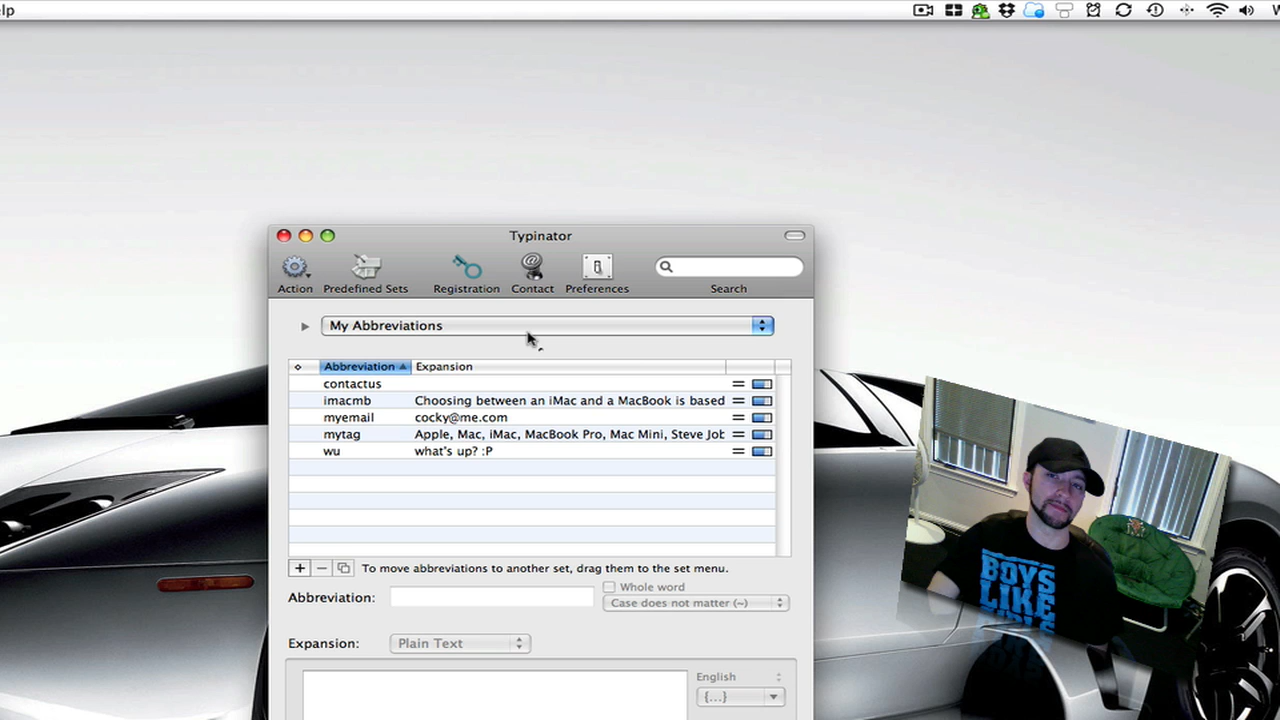 elp
W
Typinator
Action
Predefined Sets
Registration
Contact
Preferences
Search
My Abbreviations
Abbreviation Expansion
contactus
imacmb Choosing between an iMac and a MacBook is based
myemail cocky@me.com
mytag Apple, Mac, iMac, MacBook Pro, Mac Mini, Steve Job
wu what's up? :P
To move abbreviations to another set, drag them to the set menu.
Abbreviation:
Whole word
Case does not matter (~)
Expansion: Plain Text
English
{...}
BOYS
LIKE
GIRLS